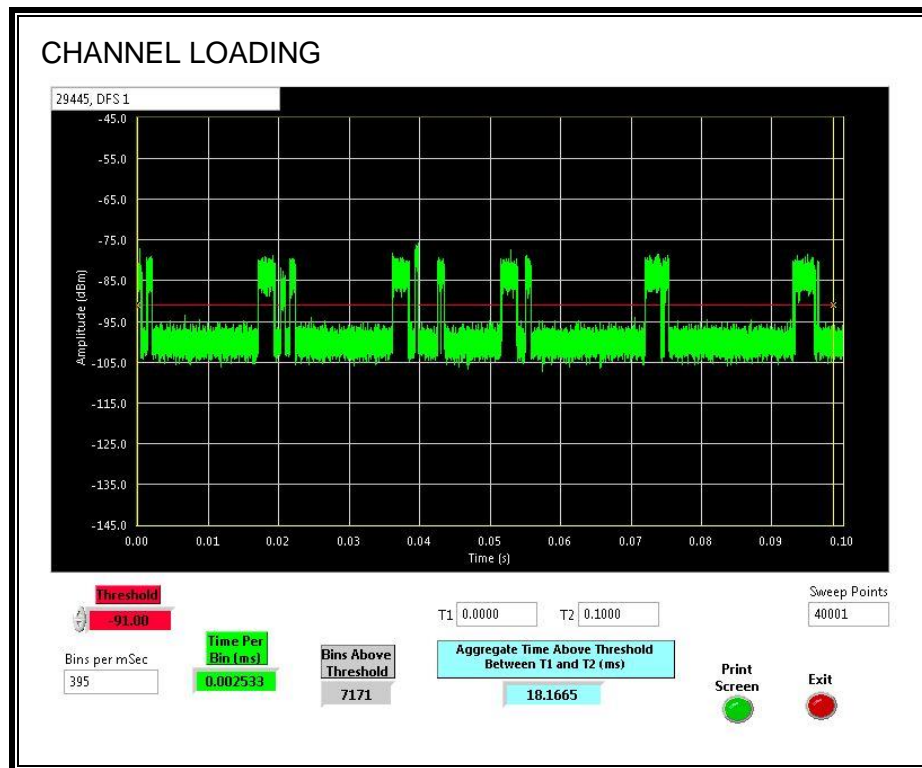 CHANNEL LOADING
29445, DFS 1
-45.0
-55.0
-65.0
-75.0
-85.0
-95.0
-105.0
-115.0
-125.0
-145.0
Amplitude (dBm)
0.00 0.01 0.02 0.03 0.04 0.05 0.06 0.07 0.08 0.09 0.10
Time (s)
Threshold
-91.00
T1 0.0000 T2 0.1000
Sweep Points
40001
Bins per mSec
395
Time Per
Bin (ms)
0.002533
Bins Above
Threshold
7171
Aggregate Time Above Threshold
Between T1 and T2 (ms)
18.1665
Print
Screen
Exit